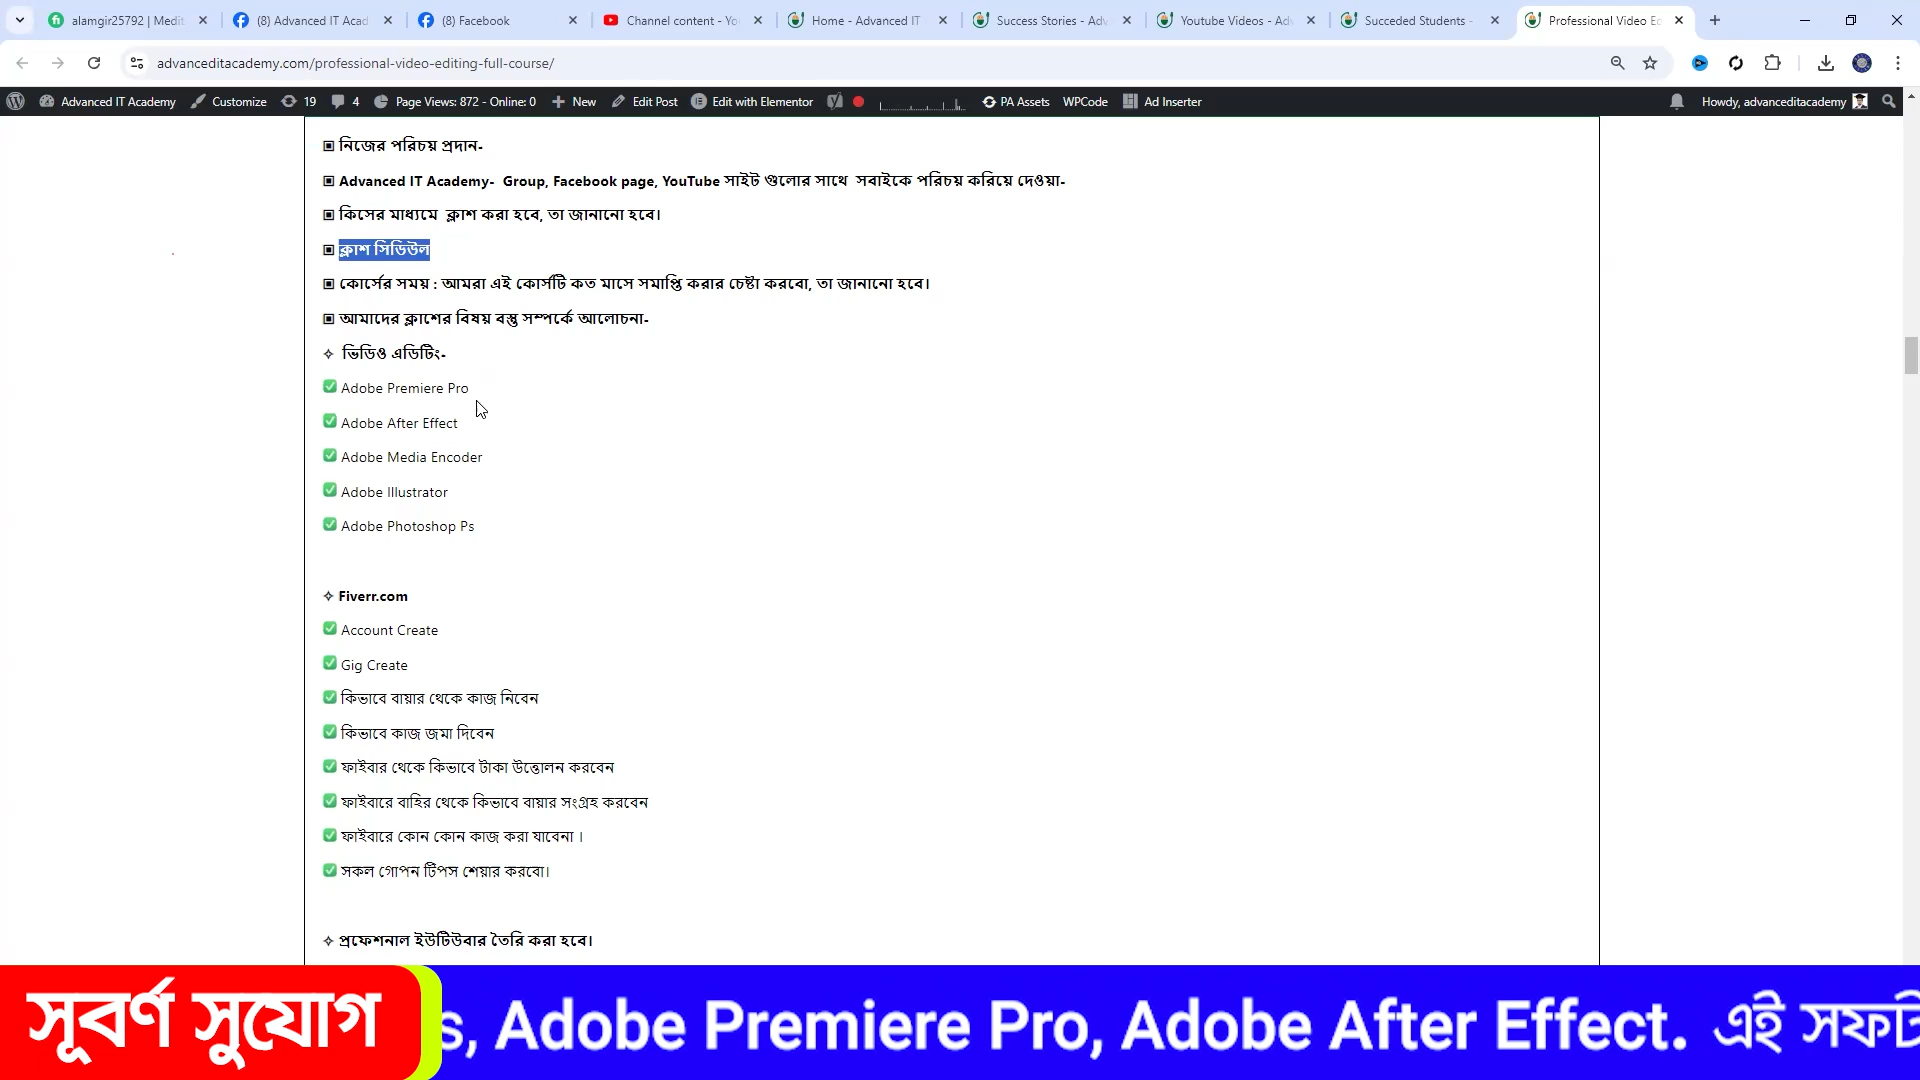 alamgir25792 | Medit
(8) Advanced IT Acad
(8) Facebook
Channel content - Yo
Home - Advanced IT
Success Stories - Adv
Youtube Videos - Ad
Succeded Students -
Professional Video Ed
advanceditacademy.com/professional-video-editing-full-course/
Advanced IT Academy
Customize
19
4
Page Views: 872 - Online: 0
New
Edit Post
Edit with Elementor
PA Assets
WPCode
Ad Inserter
Howdy, advanceditacademy
▣ নিজের পরিচয় প্রদান-
▣ Advanced IT Academy- Group, Facebook page, YouTube সাইট গুলোর সাথে সবাইকে পরিচয় করিয়ে দেওয়া-
▣ কিসের মাধ্যমে ক্লাশ করা হবে, তা জানানো হবে।
▣ ক্লাশ সিডিউল
▣ কোর্সের সময় : আমরা এই কোর্সটি কত মাসে সমাপ্তি করার চেষ্টা করবো, তা জানানো হবে।
▣ আমাদের ক্লাশের বিষয় বস্তু সম্পর্কে আলোচনা-
✧ ভিডিও এডিটিং-
✅ Adobe Premiere Pro
✅ Adobe After Effect
✅ Adobe Media Encoder
✅ Adobe Illustrator
✅ Adobe Photoshop Ps
✧ Fiverr.com
✅ Account Create
✅ Gig Create
✅ কিভাবে বায়ার থেকে কাজ নিবেন
✅ কিভাবে কাজ জমা দিবেন
✅ ফাইবার থেকে কিভাবে টাকা উত্তোলন করবেন
✅ ফাইবারে বাহির থেকে কিভাবে বায়ার সংগ্রহ করবেন
✅ ফাইবারে কোন কোন কাজ করা যাবেনা ।
✅ সকল গোপন টিপস শেয়ার করবো।
✧ প্রফেশনাল ইউটিউবার তৈরি করা হবে।
সূবর্ণ সুযোগ
s, Adobe Premiere Pro, Adobe After Effect. এই সফট